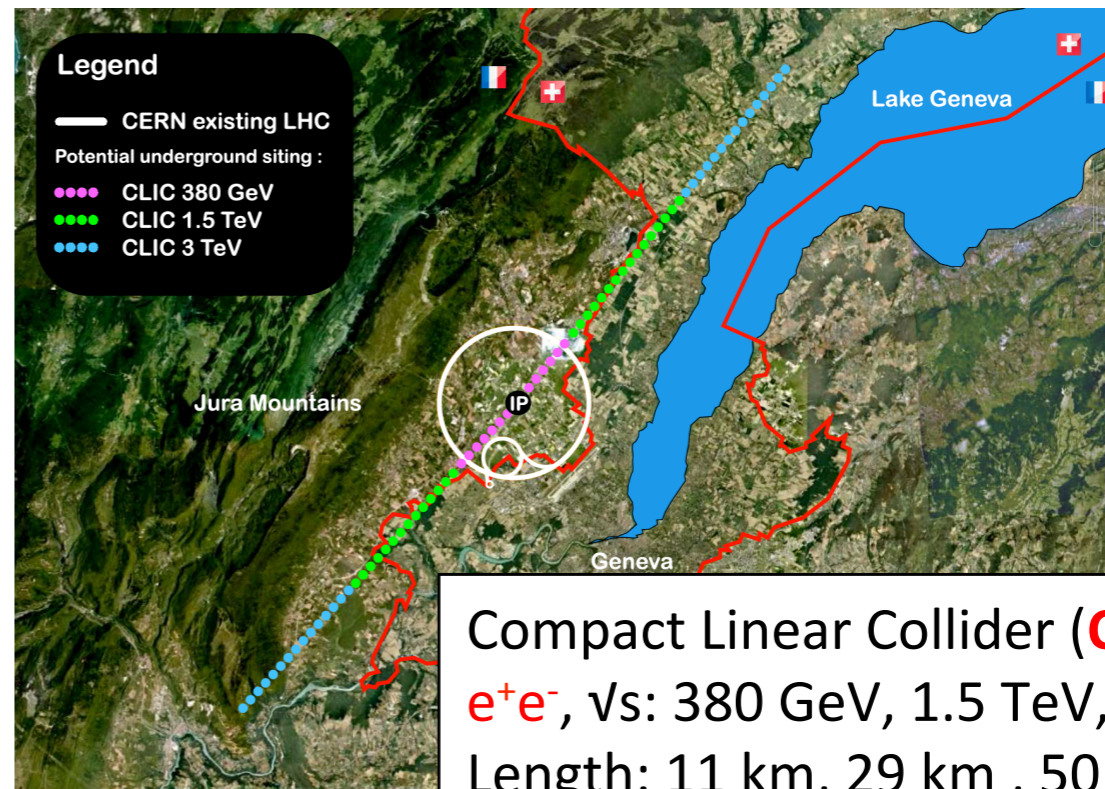 Legend
CERN existing LHC
Potential underground siting :
CLIC 380 GeV
CLIC 1.5 TeV
CLIC 3 TeV
Lake Geneva
Jura Mountains
IP
Geneva
Compact Linear Collider (
e⁺e⁻, √s: 380 GeV, 1.5 TeV,
Length: 11 km, 29 km , 50